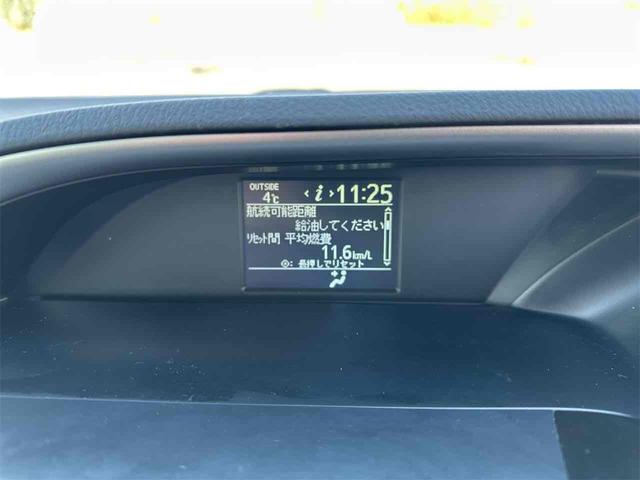 OUTSIDE
4℃ ‹ i › 11:25
航続可能距離
給油してください
リセット間 平均燃費
11.6km/L
◎: 長押しでリセット